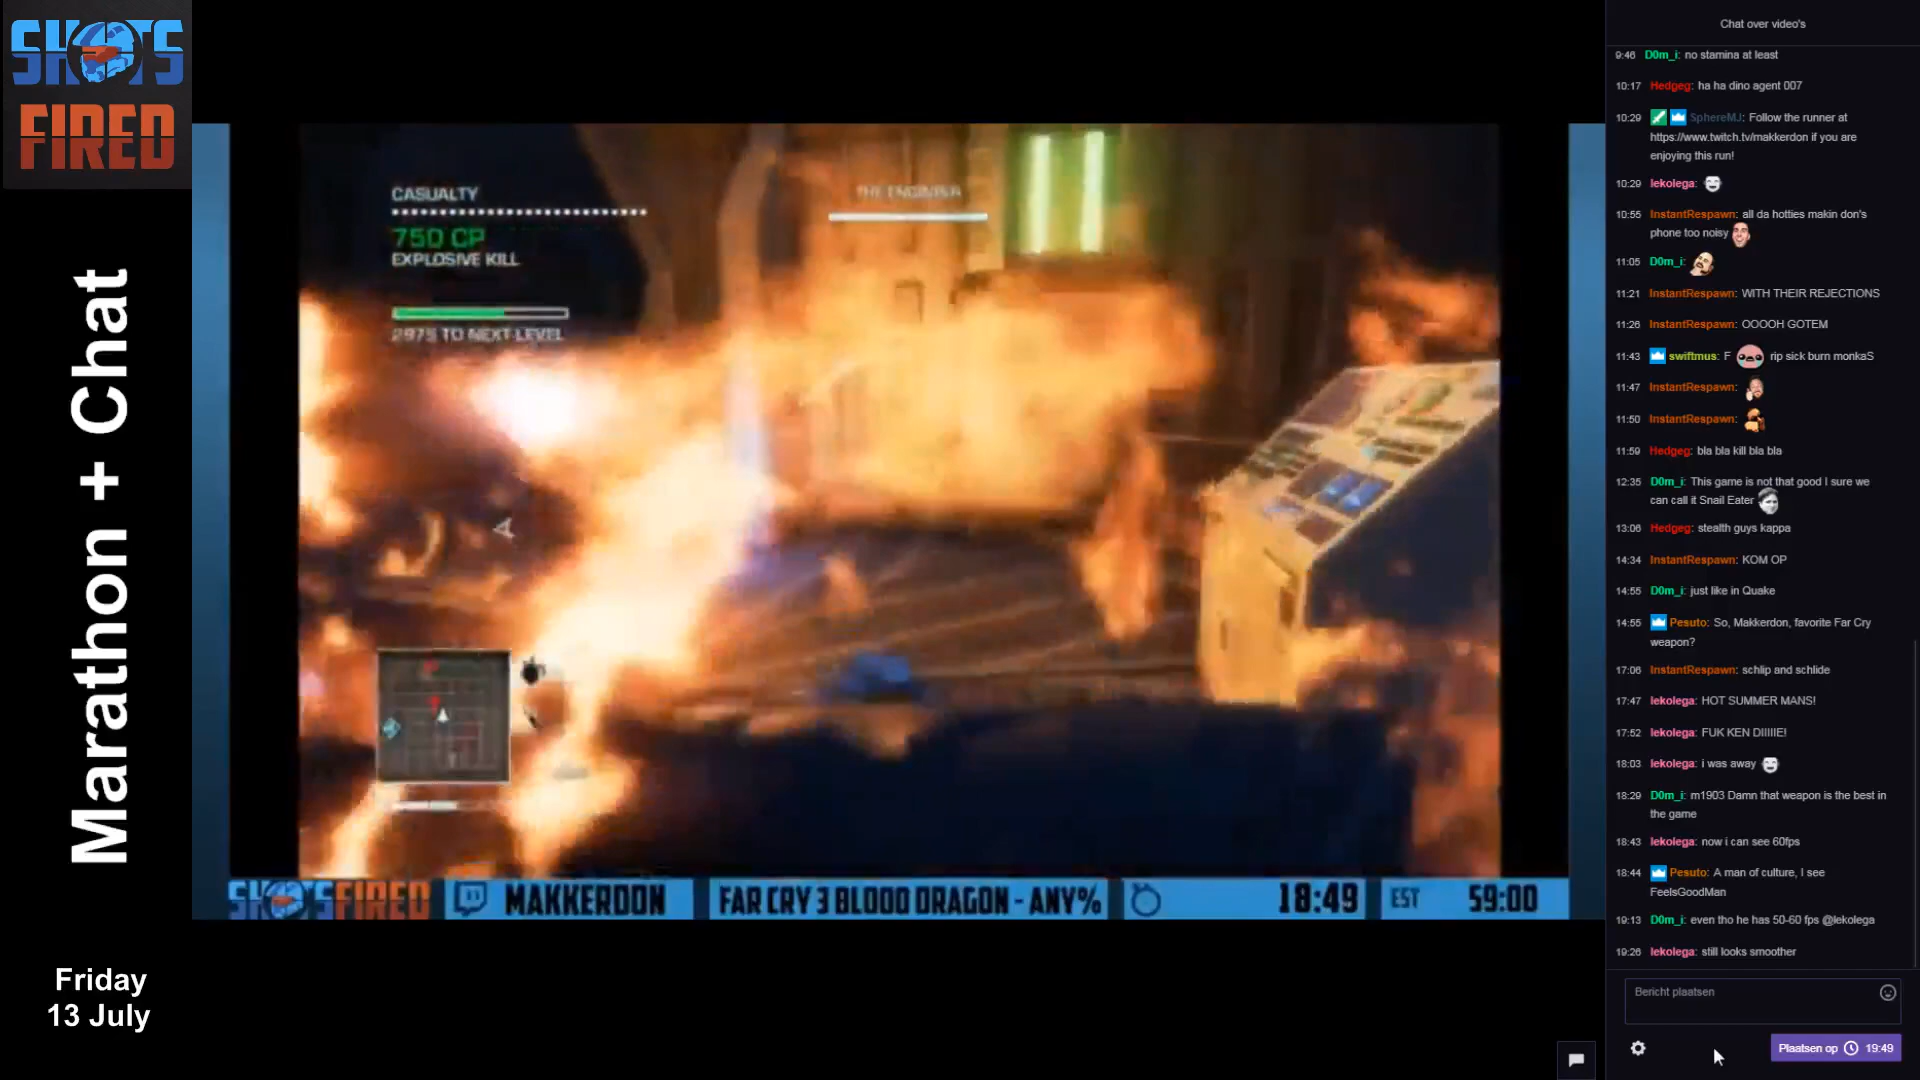 SHOTS
FIRED
Marathon + Chat
Friday
13 July
CASUALTY
750 CP
EXPLOSIVE KILL
2975 TO NEXT LEVEL
THE ENGINEER
SHOTSFIRED
MAKKERDON
FAR CRY 3 BLOOD DRAGON - ANY%
18:49
EST 59:00
Chat over video's
9:46 D0m_i: no stamina at least
10:17 Hedgeg: ha ha dino agent 007
10:29 SphereMJ: Follow the runner at
https://www.twitch.tv/makkerdon if you are
enjoying this run!
10:29 lekolega:
10:55 InstantRespawn: all da hotties makin don's
phone too noisy
11:05 D0m_i:
11:21 InstantRespawn: WITH THEIR REJECTIONS
11:26 InstantRespawn: OOOOH GOTEM
11:43 swiftmus: F rip sick burn monkaS
11:47 InstantRespawn:
11:50 InstantRespawn:
11:59 Hedgeg: bla bla kill bla bla
12:35 D0m_i: This game is not that good I sure we
can call it Snail Eater
13:06 Hedgeg: stealth guys kappa
14:34 InstantRespawn: KOM OP
14:55 D0m_i: just like in Quake
14:55 Pesuto: So, Makkerdon, favorite Far Cry
weapon?
17:06 InstantRespawn: schlip and schlide
17:47 lekolega: HOT SUMMER MANS!
17:52 lekolega: FUK KEN DIIIIIE!
18:03 lekolega: i was away
18:29 D0m_i: m1903 Damn that weapon is the best in
the game
18:43 lekolega: now i can see 60fps
18:44 Pesuto: A man of culture, I see
FeelsGoodMan
19:13 D0m_i: even tho he has 50-60 fps @lekolega
19:26 lekolega: still looks smoother
Bericht plaatsen
Plaatsen op 19:49